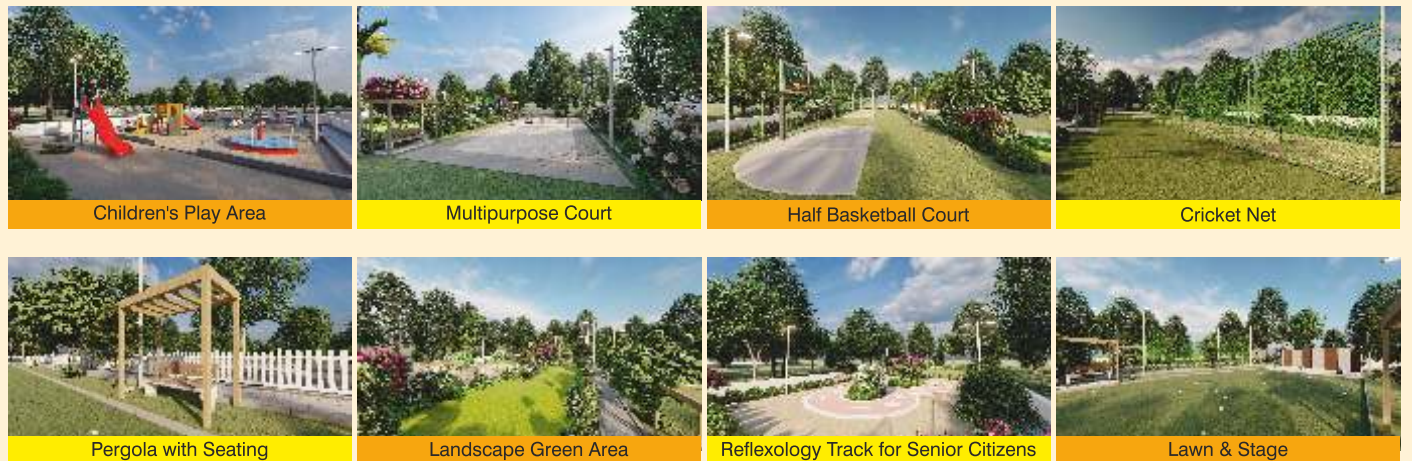 Children's Play Area
Multipurpose Court
Half Basketball Court
Cricket Net
Pergola with Seating
Landscape Green Area
Reflexology Track for Senior Citizens
Lawn & Stage